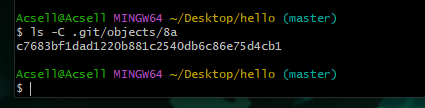 Acsell@Acsell MINGW64 ~/Desktop/hello (master)
$ ls -C .git/objects/8a
c7683bf1dad1220b881c2540db6c86e75d4cb1
Acsell@Acsell MINGW64 ~/Desktop/hello (master)
$